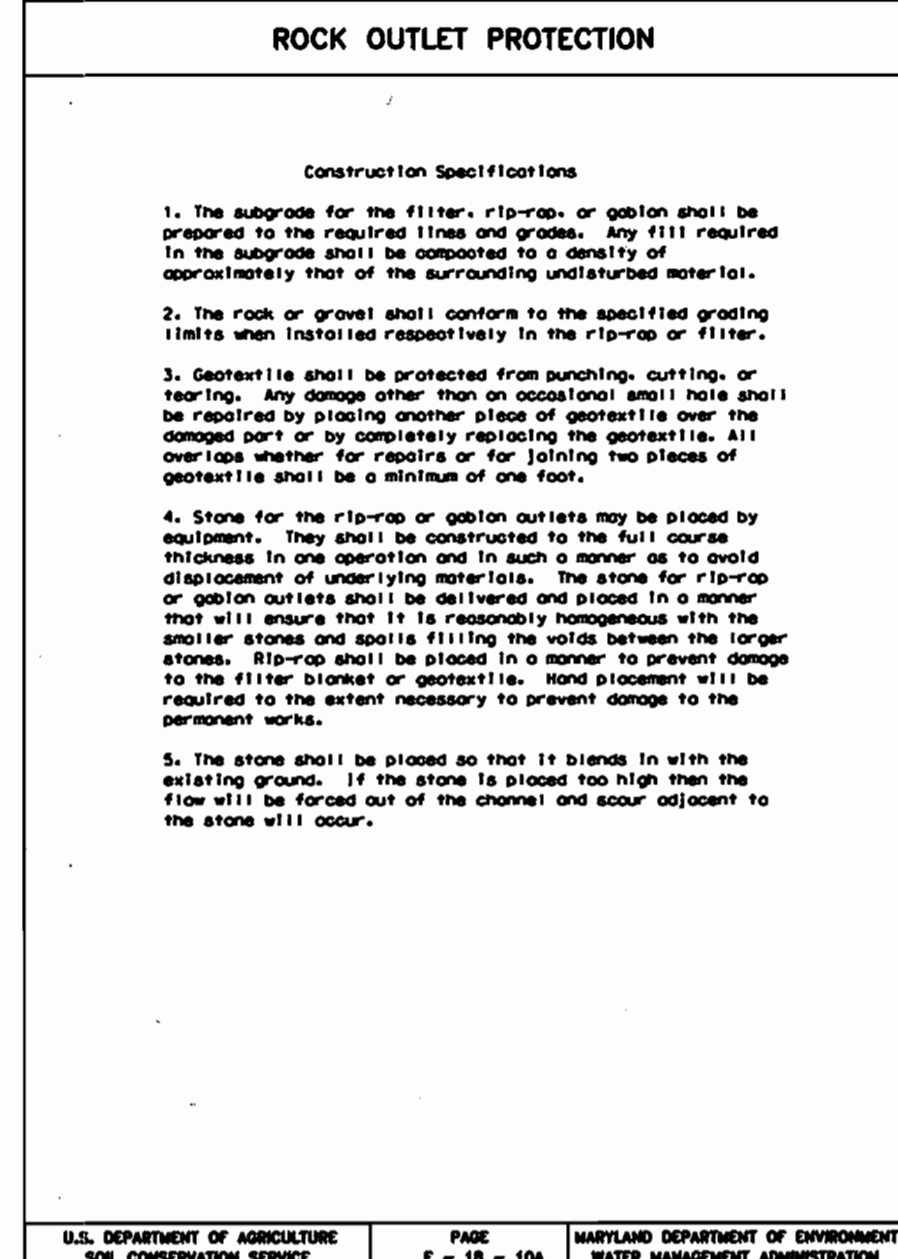 ROCK OUTLET PROTECTION
Construction Specifications
1. The subgrade for the filter, rip-rap, or gabion shall be
prepared to the required lines and grades. Any fill required
in the subgrade shall be compacted to a density of
approximately that of the surrounding undisturbed material.
2. The rock or gravel shall conform to the specified grading
limits when installed respectively in the rip-rap or filter.
3. Geotextile shall be protected from punching, cutting, or
tearing. Any damage other than an occasional small hole shall
be repaired by placing another piece of geotextile over the
damaged part or by completely replacing the geotextile. All
overlaps whether for repairs or for joining two pieces of
geotextile shall be a minimum of one foot.
4. Stone for the rip-rap or gabion outlets may be placed by
equipment. They shall be constructed to the full course
thickness in one operation and in such a manner as to avoid
displacement of underlying materials. The stone for rip-rap
or gabion outlets shall be delivered and placed in a manner
that will ensure that it is reasonably homogeneous with the
smaller stones and spalls filling the voids between the larger
stones. Rip-rap shall be placed in a manner to prevent damage
to the filter blanket or geotextile. Hand placement will be
required to the extent necessary to prevent damage to the
permanent works.
5. The stone shall be placed so that it blends in with the
existing ground. If the stone is placed too high then the
flow will be forced out of the channel and scour adjacent to
the stone will occur.
U.S. DEPARTMENT OF AGRICULTURE
SOIL CONSERVATION SERVICE
PAGE
F - 18 - 10A
MARYLAND DEPARTMENT OF ENVIRONMENT
WATER MANAGEMENT ADMINISTRATION